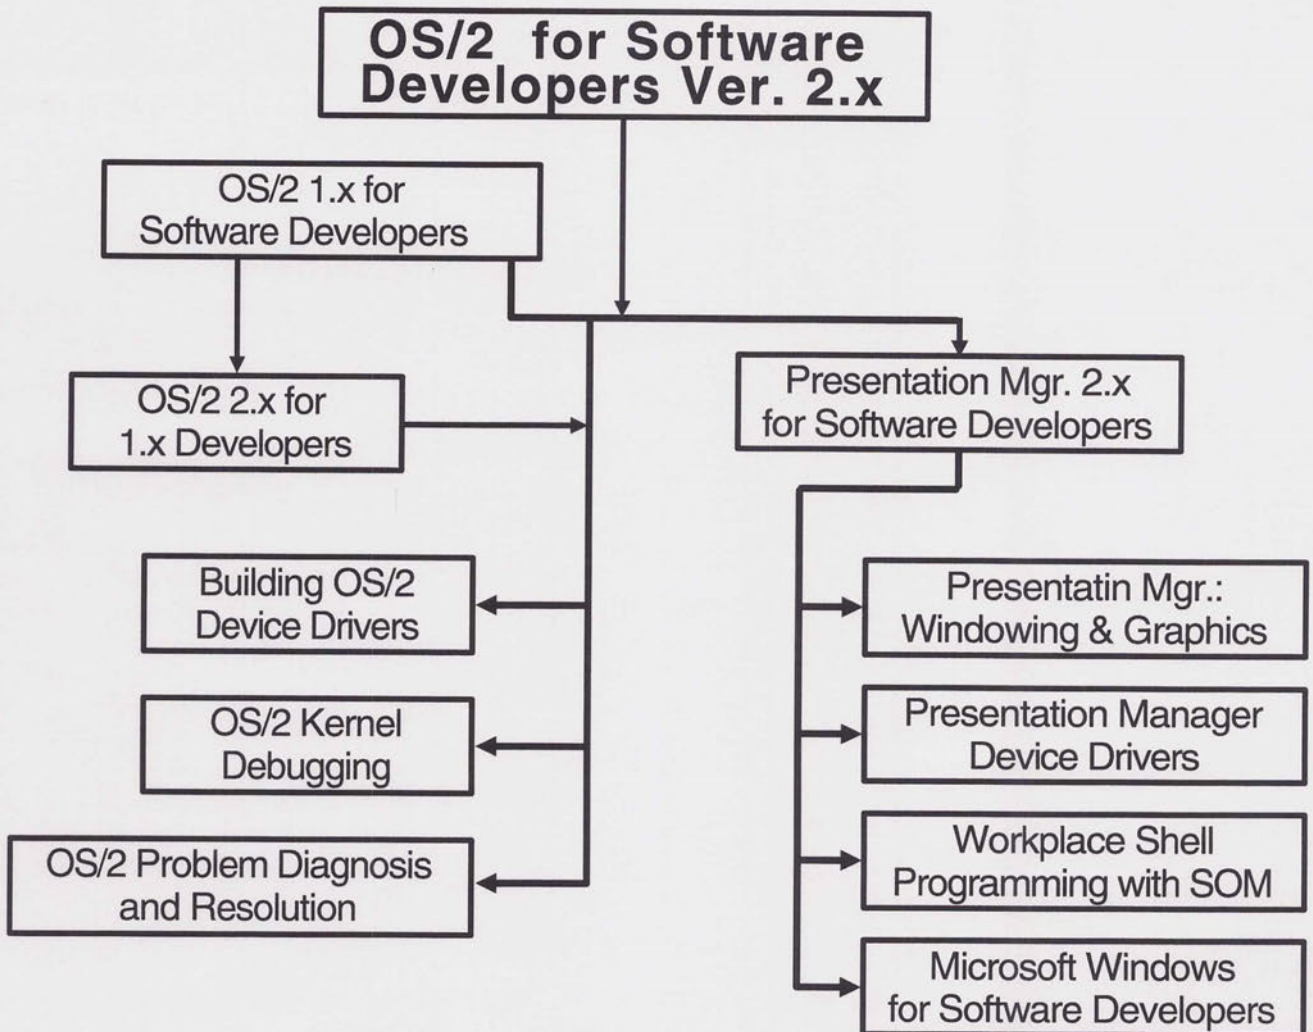 OS/2 for Software
Developers Ver. 2.x
OS/2 1.x for
Software Developers
OS/2 2.x for
1.x Developers
Presentation Mgr. 2.x
for Software Developers
Building OS/2
Device Drivers
OS/2 Kernel
Debugging
OS/2 Problem Diagnosis
and Resolution
Presentatin Mgr.:
Windowing & Graphics
Presentation Manager
Device Drivers
Workplace Shell
Programming with SOM
Microsoft Windows
for Software Developers